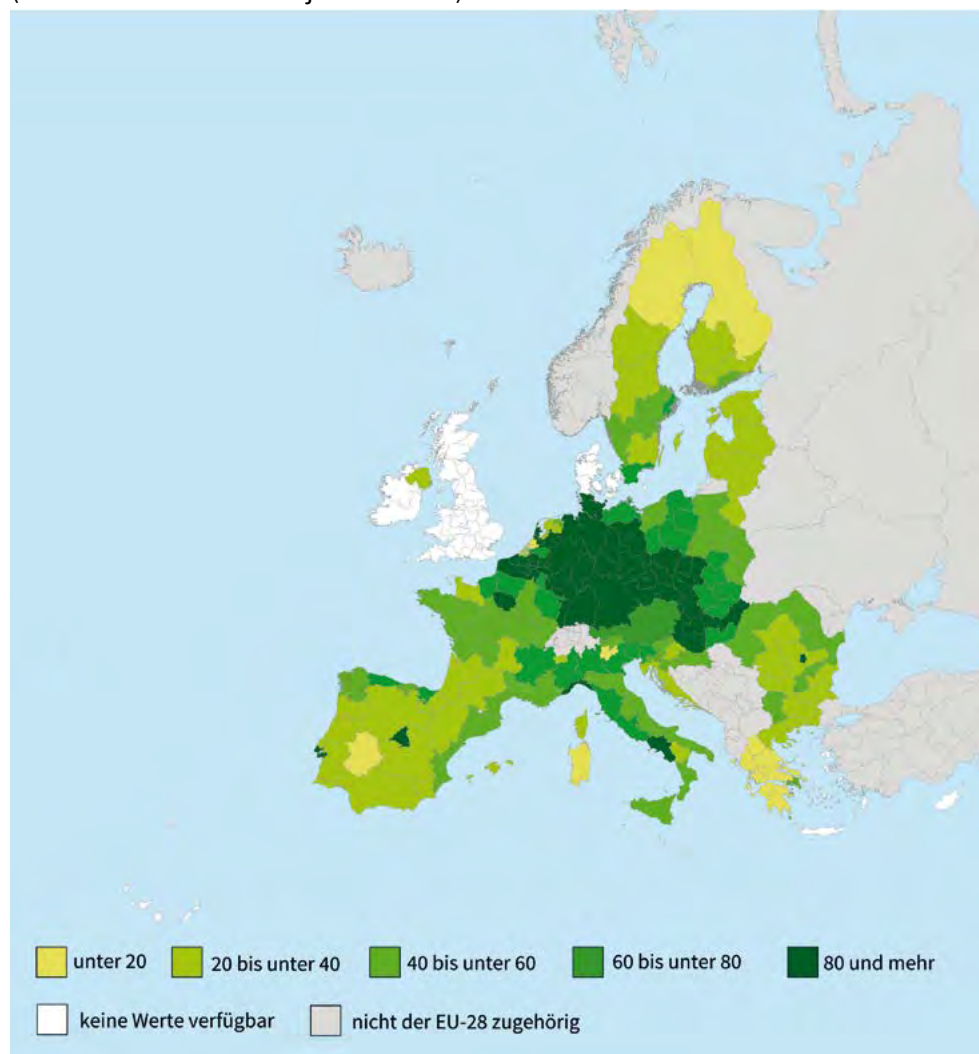 unter 20
20 bis unter 40
40 bis unter 60
60 bis unter 80
80 und mehr
keine Werte verfügbar
nicht der EU-28 zugehörig